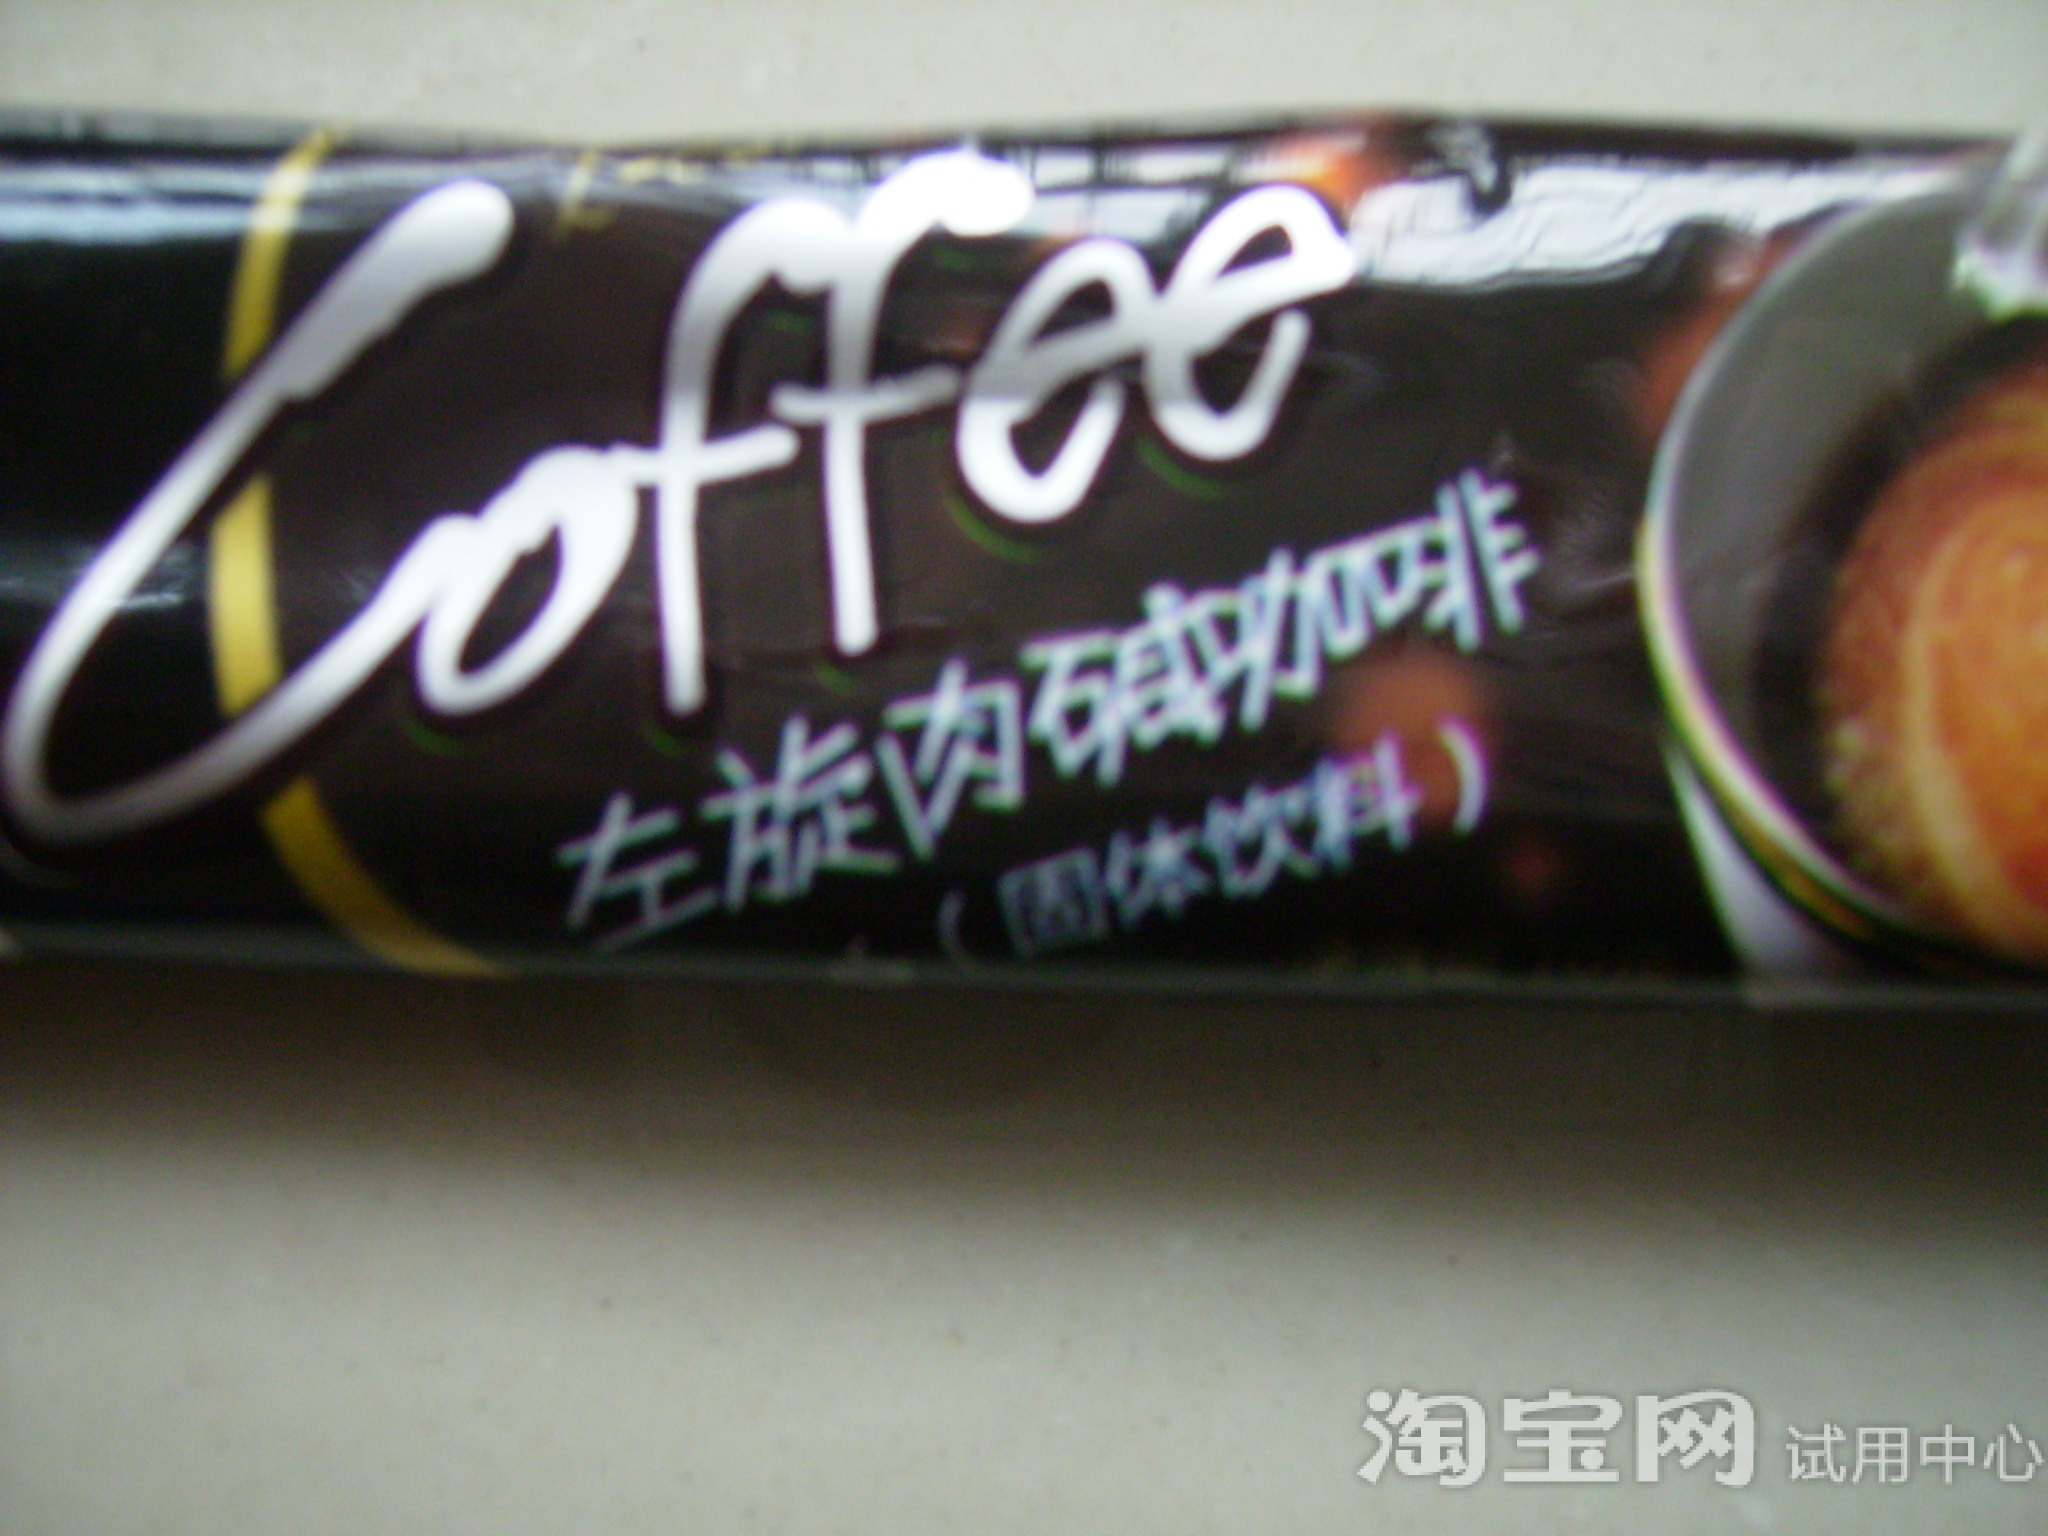 Coffee
左旋肉碱咖啡
（固体饮料）
淘宝网 试用中心